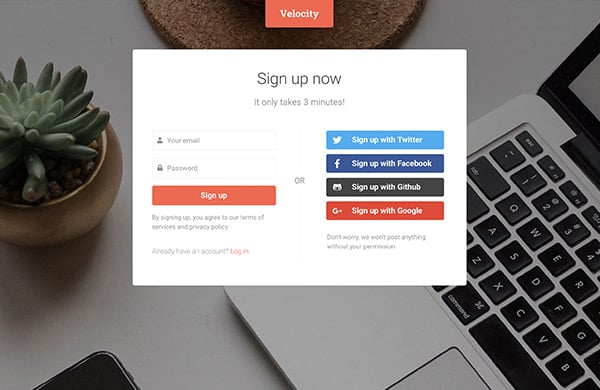 Velocity
Sign up now
It only takes 3 minutes!
Your email
Password
Sign up
By signing up, you agree to our terms of
services and privacy policy.
Already have an account? Log in
OR
Sign up with Twitter
Sign up with Facebook
Sign up with Github
Sign up with Google
Don't worry, we won't post anything
without your permission.
command
option
Z
X
C
A
S
D
Q
W
E